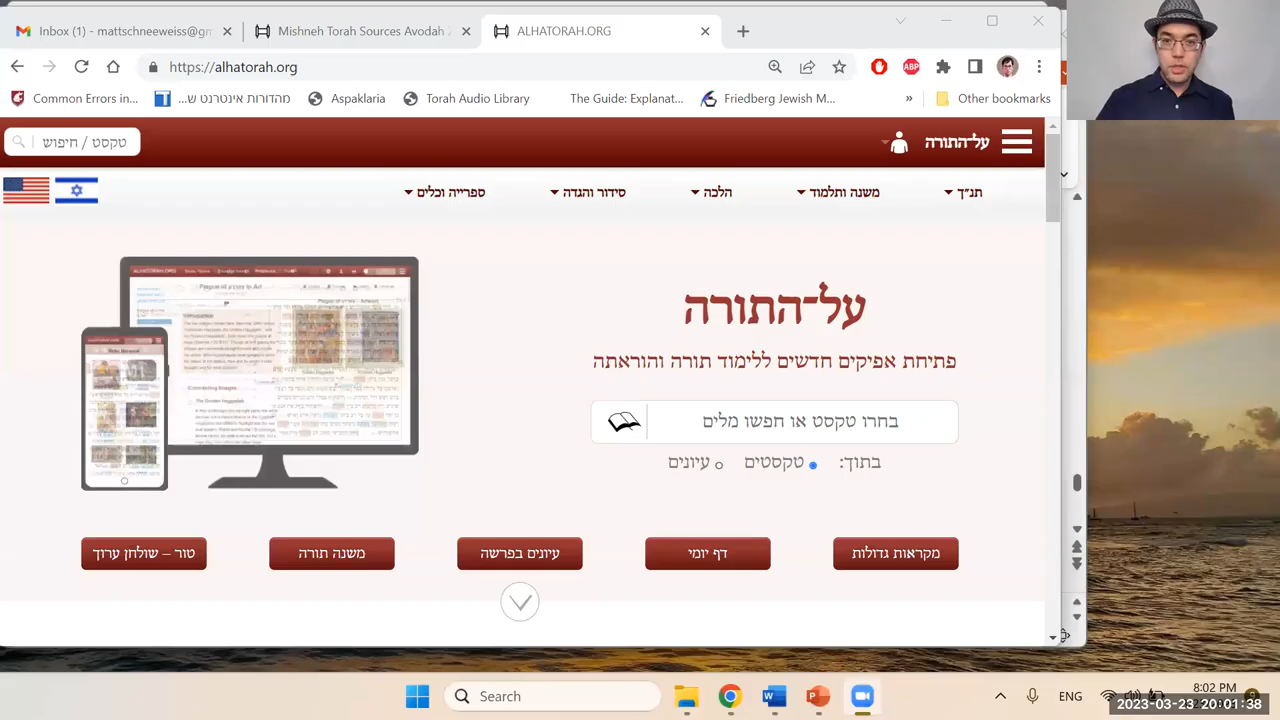 Inbox (1) - mattschneeweiss@gm
Mishneh Torah Sources Avodah
ALHATORAH.ORG
https://alhatorah.org
ABP
Common Errors in...
מהדורות אינטרנט ש...
Aspaklaria
Torah Audio Library
The Guide: Explanat...
Friedberg Jewish M...
»
Other bookmarks
טקסט / חיפוש
על־התורה
תנ"ך
משנה ותלמוד
הלכה
סידור והגדה
ספרייה וכלים
על־התורה
פתיחת אפיקים חדשים ללימוד תורה והוראתה
בחרו טקסט או חפשו מלים
בתוך: טקסטים עיונים
מקראות גדולות
דף יומי
עיונים בפרשה
משנה תורה
טור – שולחן ערוך
Search
ENG
8:02 PM
2023-03-23 20:01:38